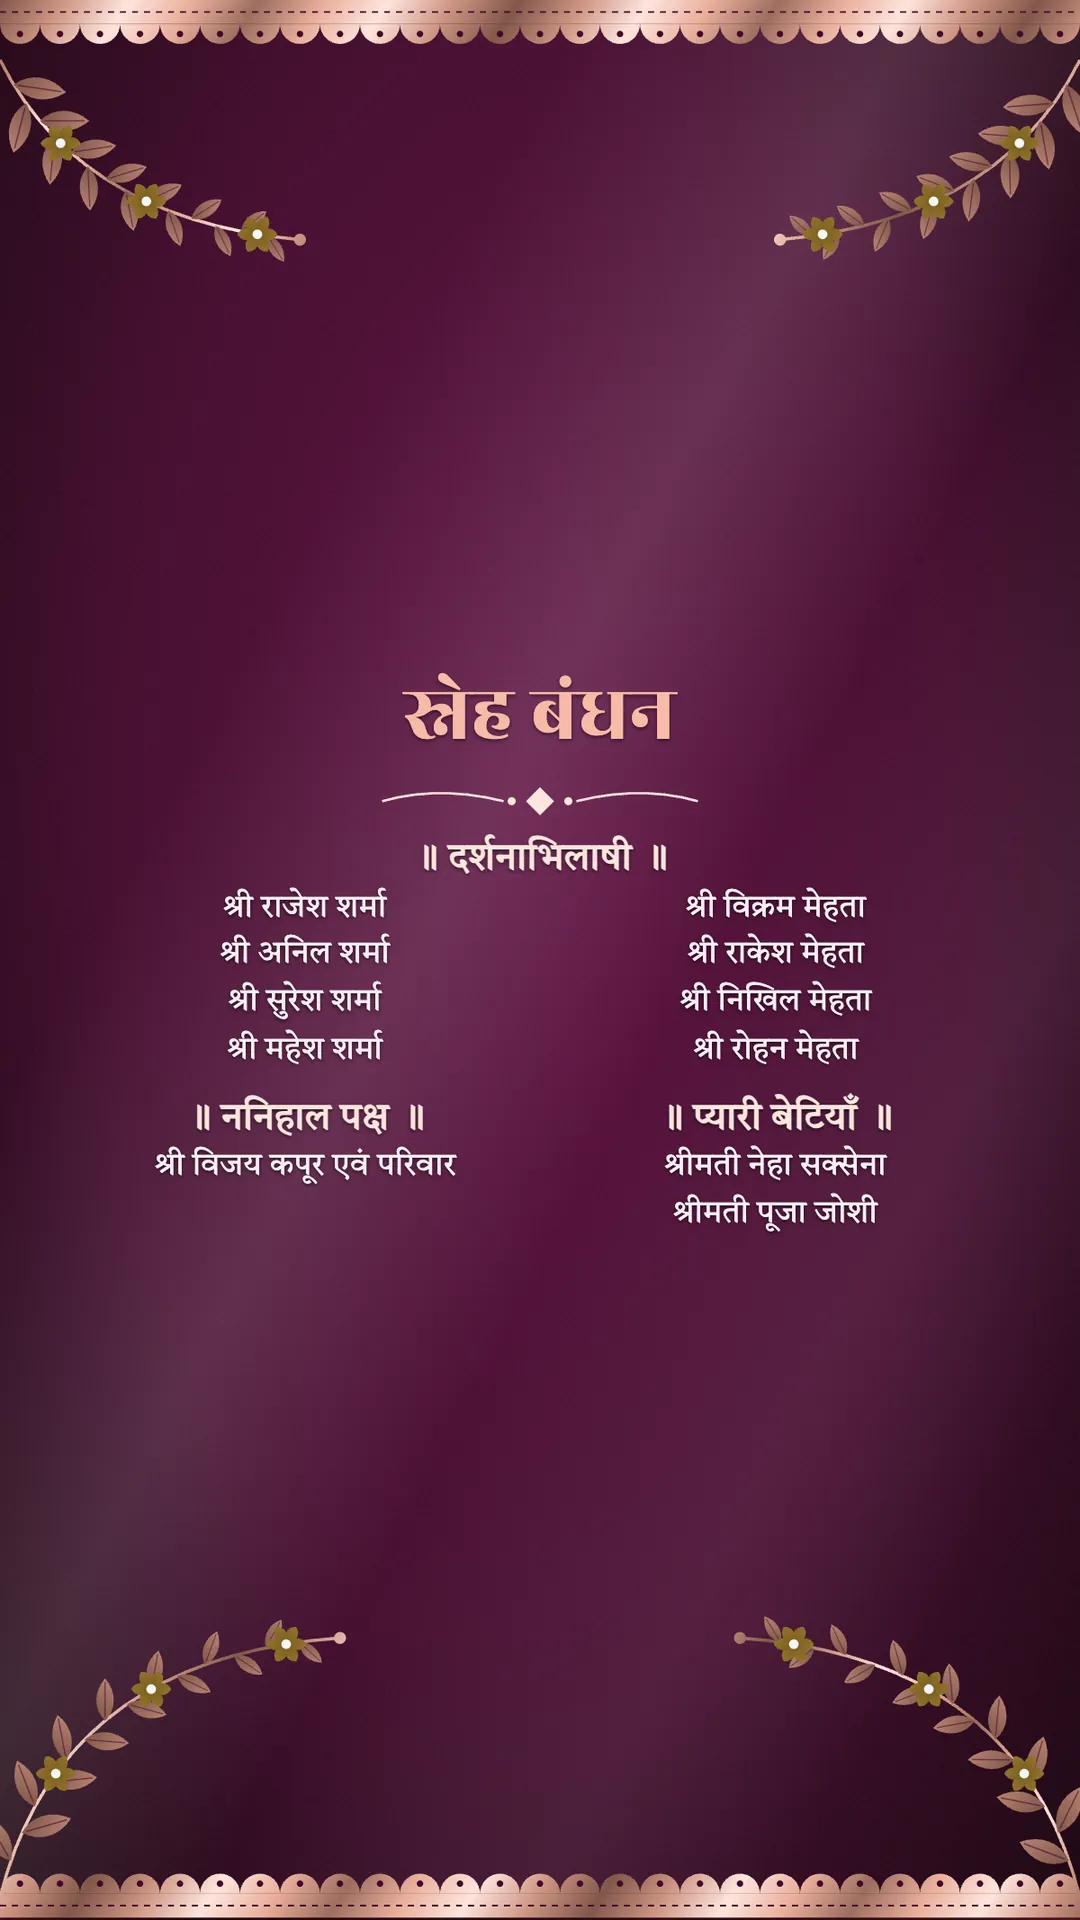 स्नेह बंधन
॥ दर्शनाभिलाषी ॥
श्री राजेश शर्मा
श्री अनिल शर्मा
श्री सुरेश शर्मा
श्री महेश शर्मा
श्री विक्रम मेहता
श्री राकेश मेहता
श्री निखिल मेहता
श्री रोहन मेहता
॥ ननिहाल पक्ष ॥
श्री विजय कपूर एवं परिवार
॥ प्यारी बेटियाँ ॥
श्रीमती नेहा सक्सेना
श्रीमती पूजा जोशी